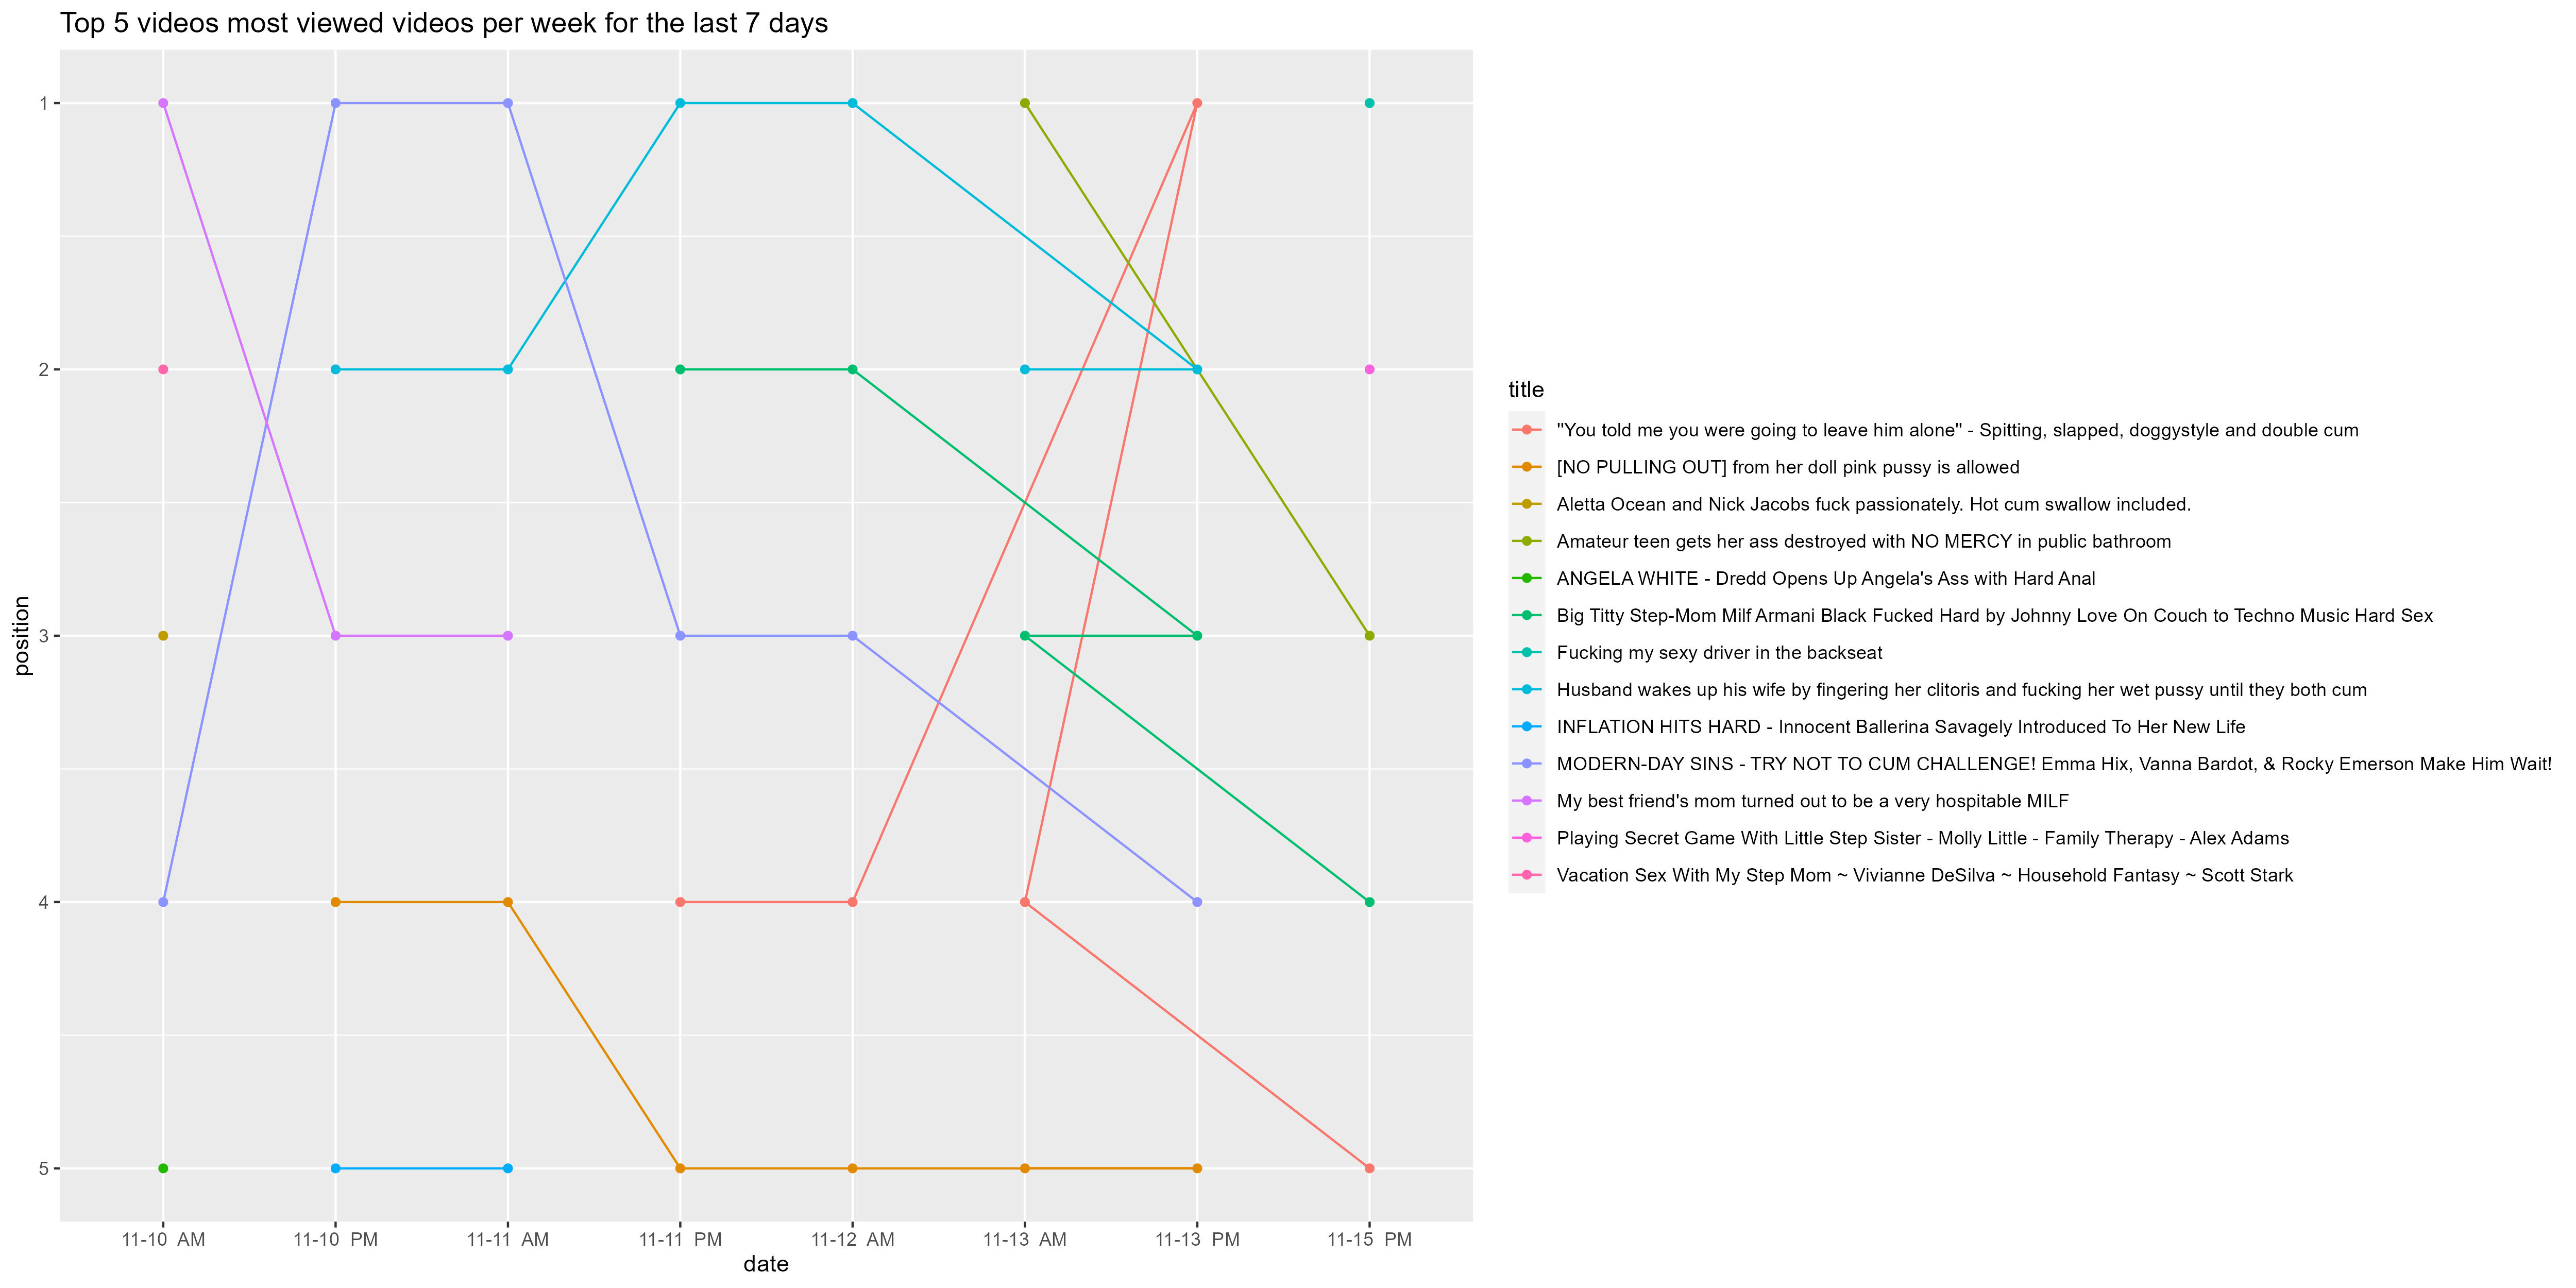 Top 5 videos most viewed videos per week for the last 7 days
position
1
2
3
4
5
11-10 AM
11-10 PM
11-11 AM
11-11 PM
11-12 AM
11-13 AM
11-13 PM
11-15 PM
date
title
"You told me you were going to leave him alone" - Spitting, slapped, doggystyle and double cum
[NO PULLING OUT] from her doll pink pussy is allowed
Aletta Ocean and Nick Jacobs fuck passionately. Hot cum swallow included.
Amateur teen gets her ass destroyed with NO MERCY in public bathroom
ANGELA WHITE - Dredd Opens Up Angela's Ass with Hard Anal
Big Titty Step-Mom Milf Armani Black Fucked Hard by Johnny Love On Couch to Techno Music Hard Sex
Fucking my sexy driver in the backseat
Husband wakes up his wife by fingering her clitoris and fucking her wet pussy until they both cum
INFLATION HITS HARD - Innocent Ballerina Savagely Introduced To Her New Life
MODERN-DAY SINS - TRY NOT TO CUM CHALLENGE! Emma Hix, Vanna Bardot, & Rocky Emerson Make Him Wait!
My best friend's mom turned out to be a very hospitable MILF
Playing Secret Game With Little Step Sister - Molly Little - Family Therapy - Alex Adams
Vacation Sex With My Step Mom ~ Vivianne DeSilva ~ Household Fantasy ~ Scott Stark